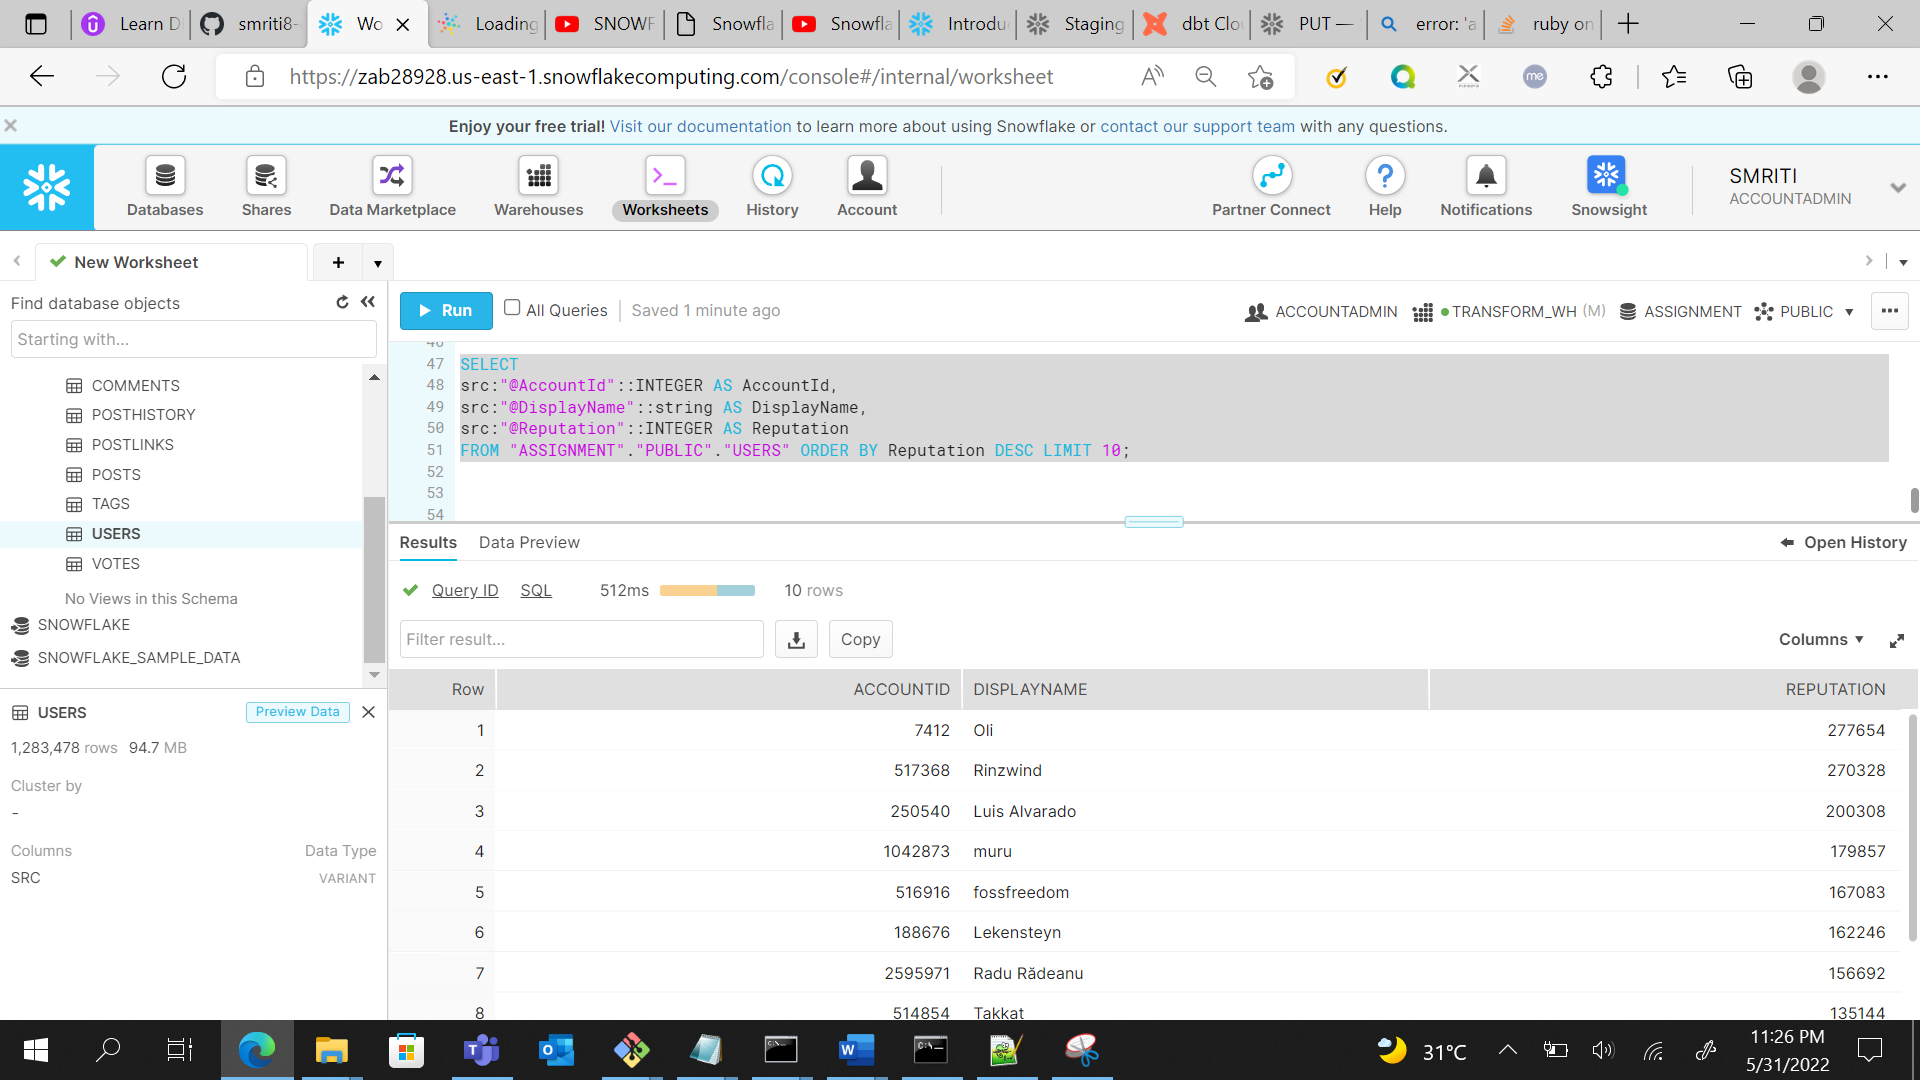 Learn D
smriti8-
Wo
Loading
SNOWF
Snowfla
Snowfla
Introdu
Staging
dbt Clou
PUT —
error: 'a
ruby on
https://zab28928.us-east-1.snowflakecomputing.com/console#/internal/worksheet
me
Enjoy your free trial! Visit our documentation to learn more about using Snowflake or contact our support team with any questions.
Databases
Shares
Data Marketplace
Warehouses
Worksheets
History
Account
Partner Connect
Help
Notifications
Snowsight
SMRITI
ACCOUNTADMIN
New Worksheet
Find database objects
Starting with...
COMMENTS
POSTHISTORY
POSTLINKS
POSTS
TAGS
USERS
VOTES
No Views in this Schema
SNOWFLAKE
SNOWFLAKE_SAMPLE_DATA
USERS
Preview Data
1,283,478 rows 94.7 MB
Cluster by
-
Columns Data Type
SRC VARIANT
Run
All Queries
Saved 1 minute ago
ACCOUNTADMIN
TRANSFORM_WH (M)
ASSIGNMENT
PUBLIC
46
47 SELECT
48 src:"@AccountId"::INTEGER AS AccountId,
49 src:"@DisplayName"::string AS DisplayName,
50 src:"@Reputation"::INTEGER AS Reputation
51 FROM "ASSIGNMENT"."PUBLIC"."USERS" ORDER BY Reputation DESC LIMIT 10;
52
53
54
Results
Data Preview
Open History
Query ID SQL 512ms 10 rows
Filter result...
Copy
Columns
Row ACCOUNTID DISPLAYNAME REPUTATION
1 7412 Oli 277654
2 517368 Rinzwind 270328
3 250540 Luis Alvarado 200308
4 1042873 muru 179857
5 516916 fossfreedom 167083
6 188676 Lekensteyn 162246
7 2595971 Radu Rădeanu 156692
8 514854 Takkat 135144
31°C
11:26 PM
5/31/2022